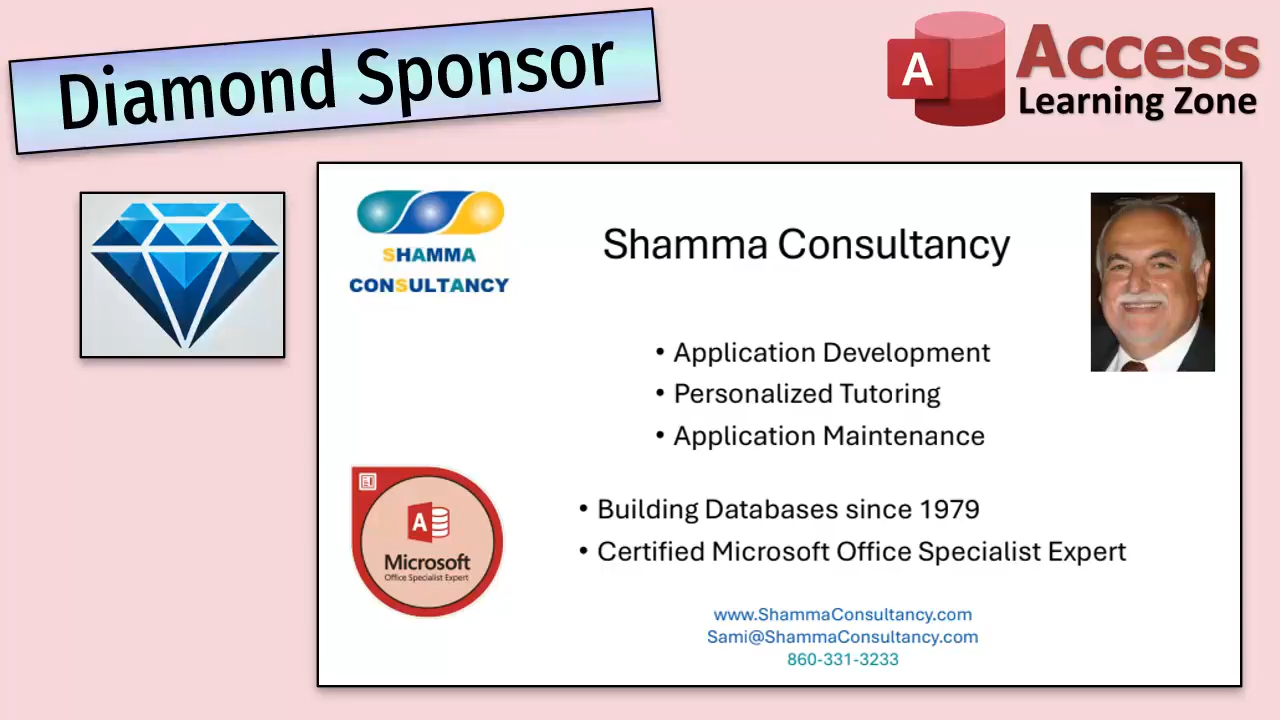 Diamond Sponsor
A
Access
Learning Zone
SHAMMA
CONSULTANCY
Shamma Consultancy
• Application Development
• Personalized Tutoring
• Application Maintenance
A
Microsoft
Office Specialist Expert
• Building Databases since 1979
• Certified Microsoft Office Specialist Expert
www.ShammaConsultancy.com
Sami@ShammaConsultancy.com
860-331-3233